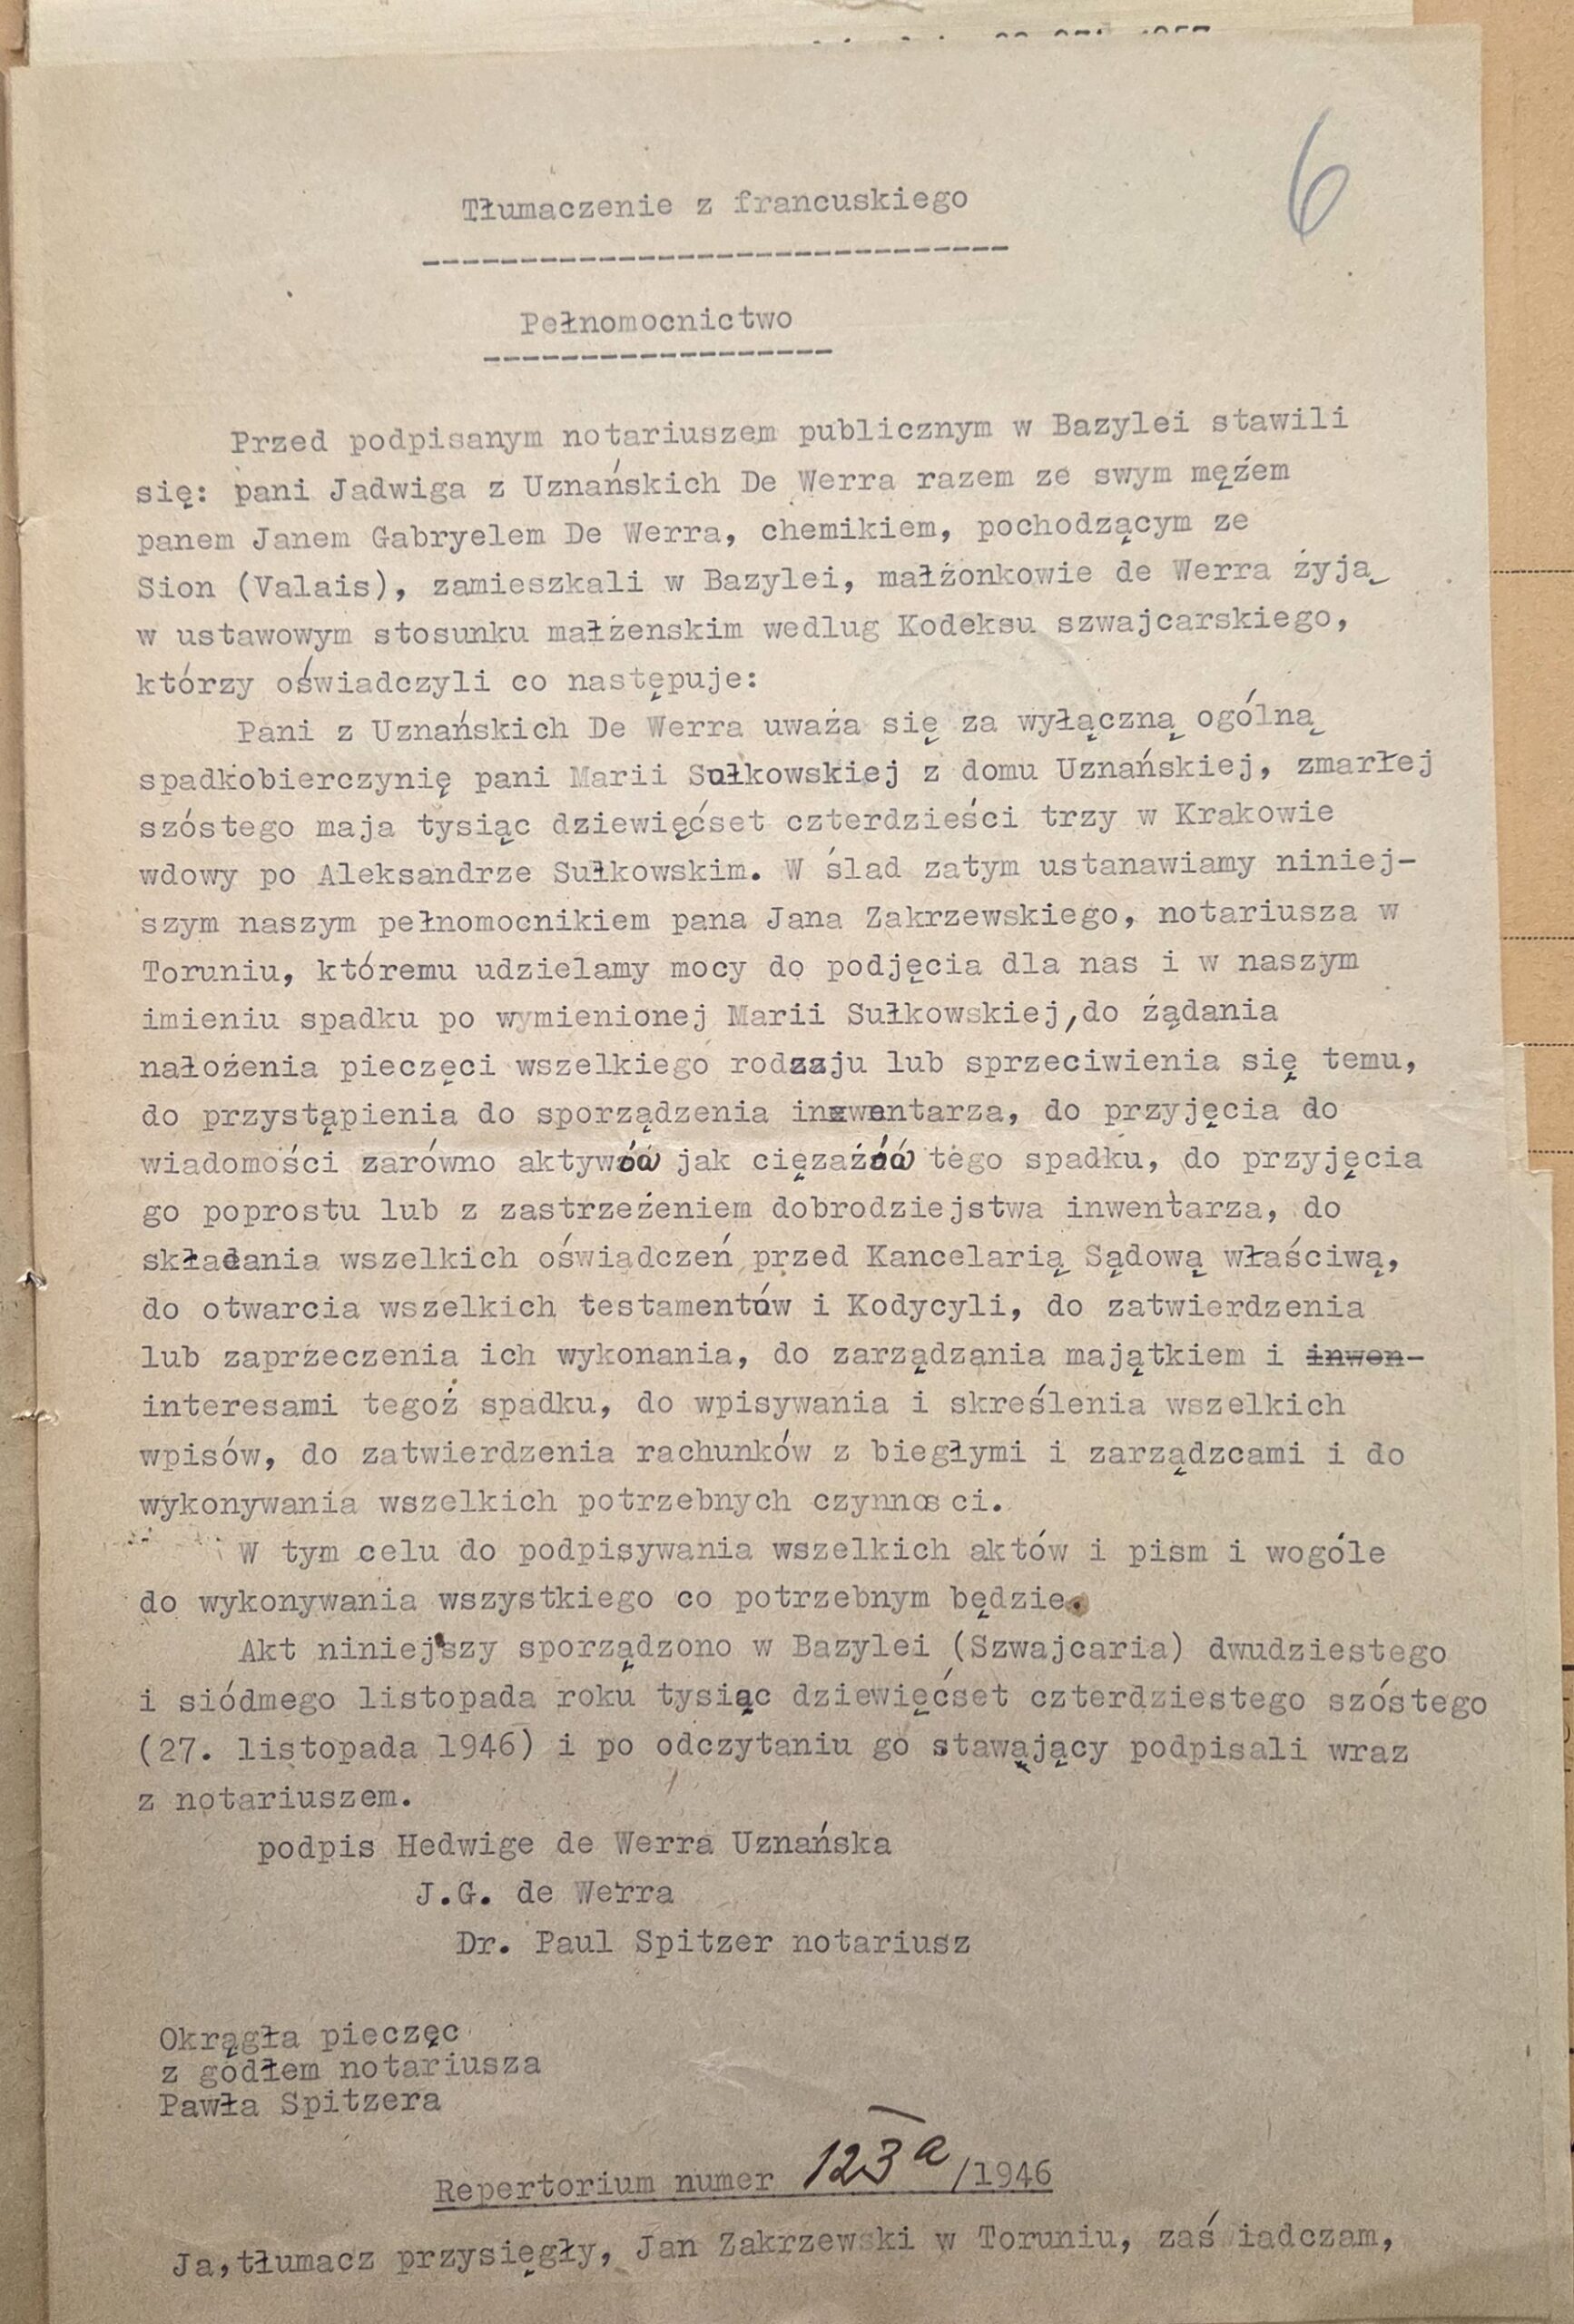 6
Tłumaczenie z francuskiego
Pełnomocnictwo
Przed podpisanym notariuszem publicznym w Bazylei stawili
się: pani Jadwiga z Uznańskich De Werra razem ze swym mężem
panem Janem Gabryelem De Werra, chemikiem, pochodzącym ze
Sion (Valais), zamieszkali w Bazylei, małżonkowie de Werra żyją
w ustawowym stosunku małżenskim wedlug Kodeksu szwajcarskiego,
którzy oświadczyli co następuje:
Pani z Uznańskich De Werra uważa się za wyłączną ogólną
spadkobierczynię pani Marii Sułkowskiej z domu Uznańskiej, zmarłej
szóstego maja tysiąc dziewięćset czterdzieści trzy w Krakowie
wdowy po Aleksandrze Sułkowskim. W ślad zatym ustanawiamy niniej-
szym naszym pełnomocnikiem pana Jana Zakrzewskiego, notariusza w
Toruniu, któremu udzielamy mocy do podjęcia dla nas i w naszym
imieniu spadku po wymienionej Marii Sułkowskiej, do żądania
nałożenia pieczęci wszelkiego rodzaju lub sprzeciwienia się temu,
do przystąpienia do sporządzenia inwentarza, do przyjęcia do
wiadomości zarówno aktywów jak ciężaów tego spadku, do przyjęcia
go poprostu lub z zastrzeżeniem dobrodziejstwa inwentarza, do
składania wszelkich oświadczeń przed Kancelarią Sądową właściwą,
do otwarcia wszelkich testamentów i Kodycyli, do zatwierdzenia
lub zaprzeczenia ich wykonania, do zarządzania majątkiem i inwen-
interesami tegoż spadku, do wpisywania i skreślenia wszelkich
wpisów, do zatwierdzenia rachunków z biegłymi i zarządzcami i do
wykonywania wszelkich potrzebnych czynnosci.
W tym celu do podpisywania wszelkich aktów i pism i wogóle
do wykonywania wszystkiego co potrzebnym będzie.
Akt niniejszy sporządzono w Bazylei (Szwajcaria) dwudziestego
i siódmego listopada roku tysiąc dziewięćset czterdziestego szóstego
(27. listopada 1946) i po odczytaniu go stawający podpisali wraz
z notariuszem.
podpis Hedwige de Werra Uznańska
J.G. de Werra
Dr. Paul Spitzer notariusz
Okrągła pieczęc
z godłem notariusza
Pawła Spitzera
Repertorium numer 123a/1946
Ja, tłumacz przysięgły, Jan Zakrzewski w Toruniu, zaświadczam,